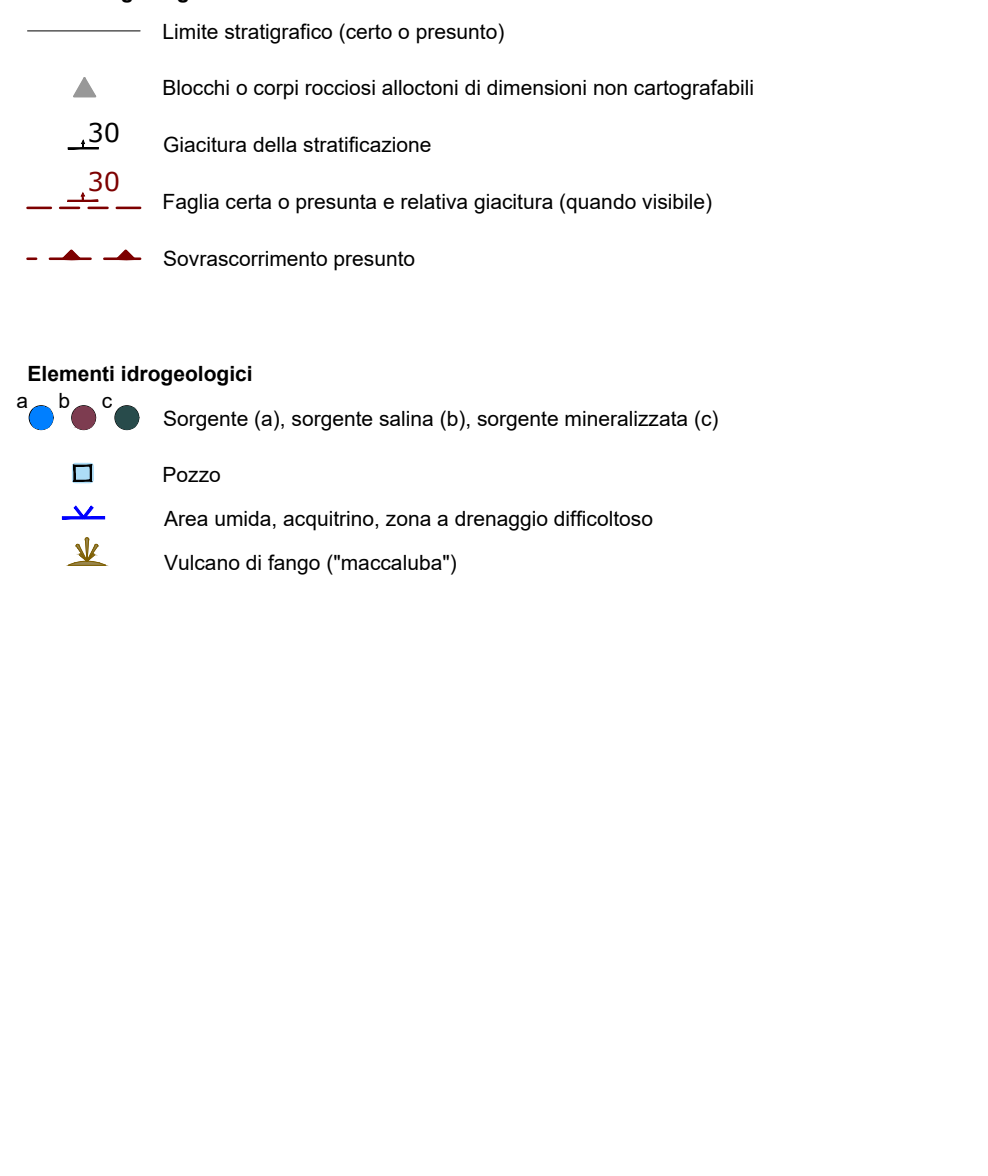 Limite stratigrafico (certo o presunto)
Blocchi o corpi rocciosi alloctoni di dimensioni non cartografabili
30
Giacitura della stratificazione
30
Faglia certa o presunta e relativa giacitura (quando visibile)
Sovrascorrimento presunto
Elementi idrogeologici
a b c
Sorgente (a), sorgente salina (b), sorgente mineralizzata (c)
Pozzo
Area umida, acquitrino, zona a drenaggio difficoltoso
Vulcano di fango ("maccaluba")